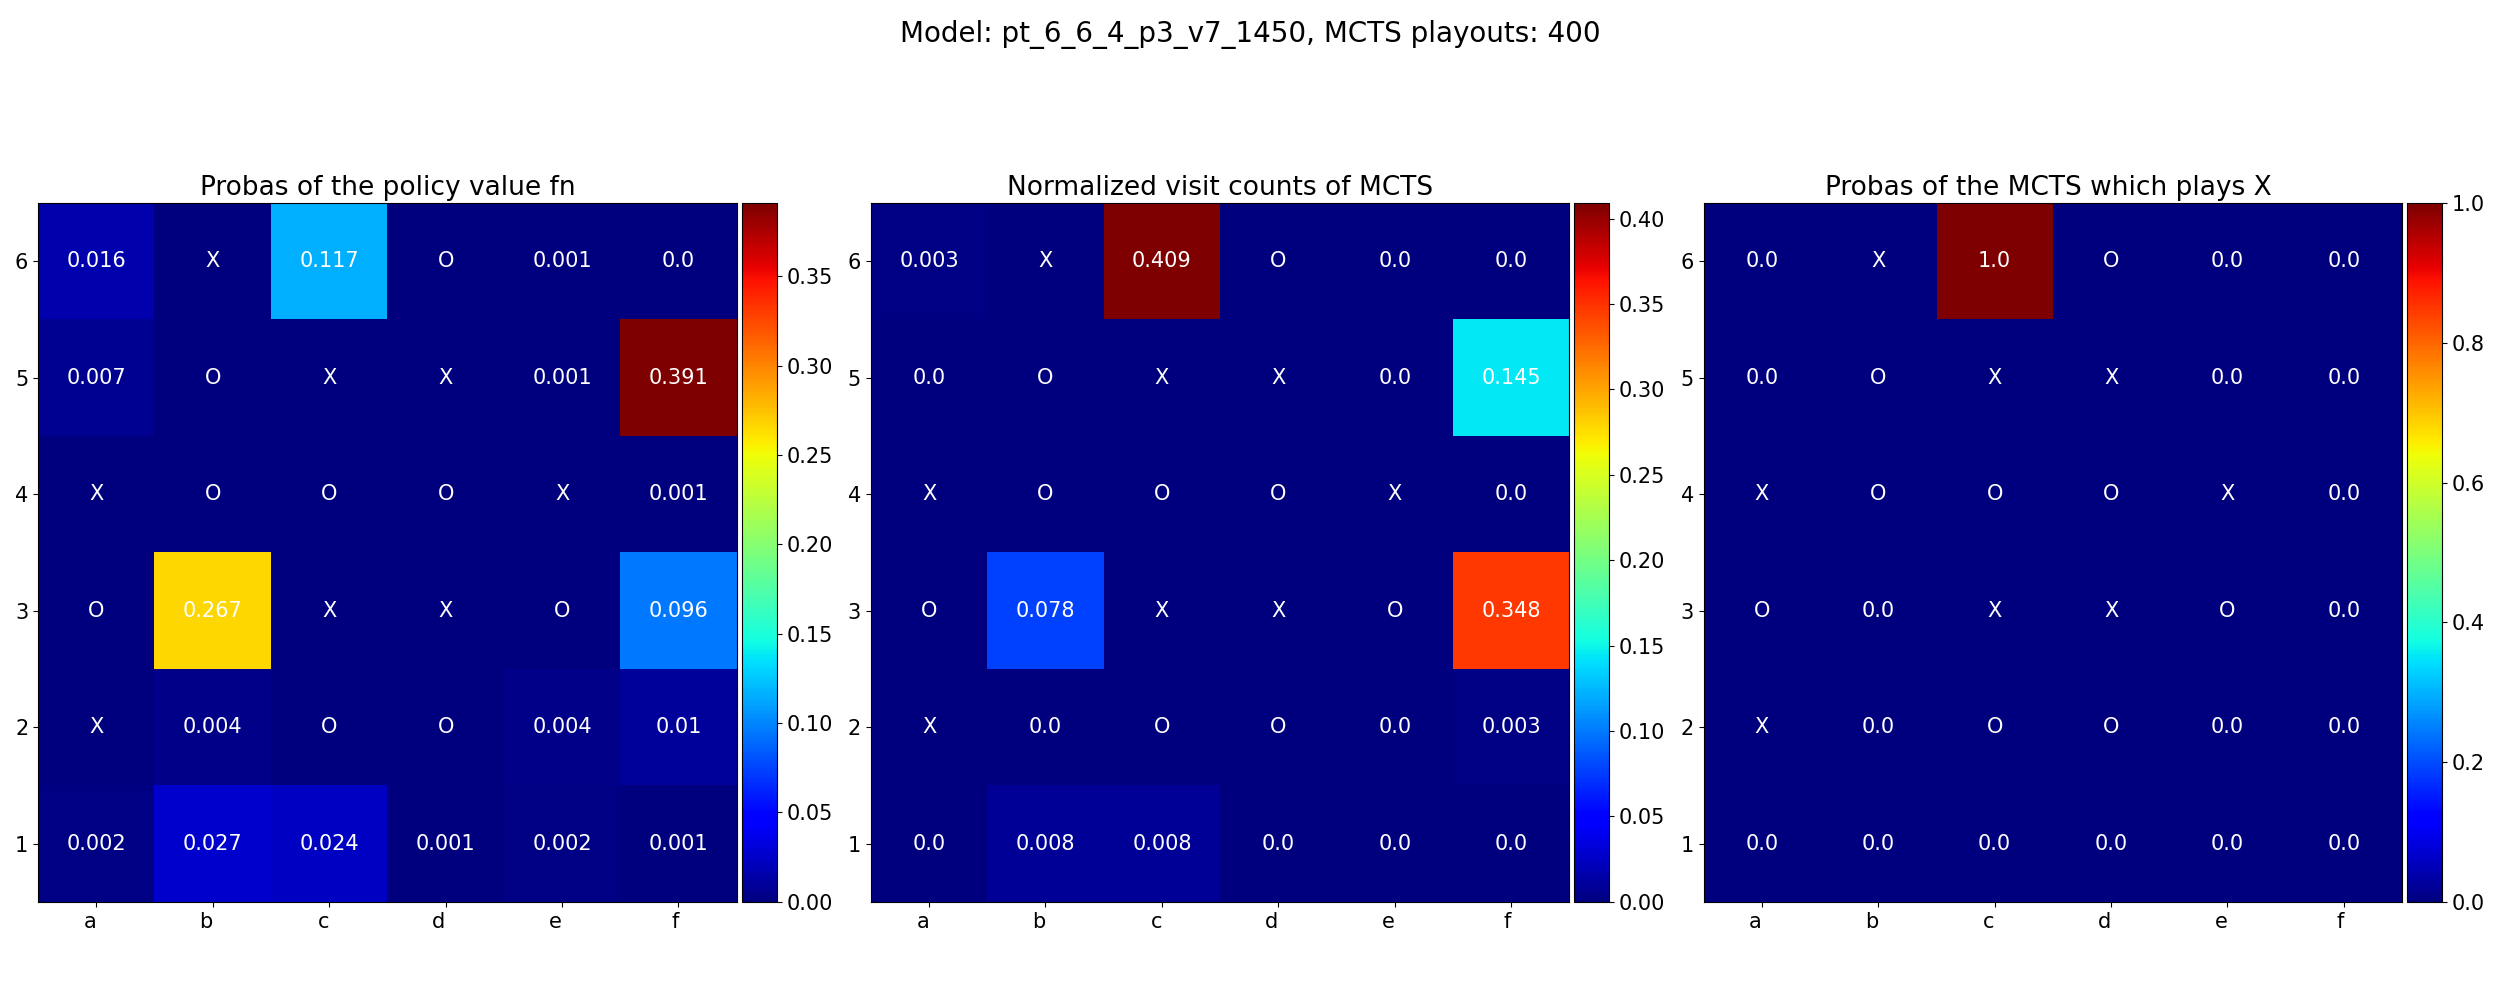 Model: pt_6_6_4_p3_v7_1450, MCTS playouts: 400
Probas of the policy value fn
6 0.016 X 0.117 O 0.001 0.0
5 0.007 O X X 0.001 0.391
4 X O O O X 0.001
3 O 0.267 X X O 0.096
2 X 0.004 O O 0.004 0.01
1 0.002 0.027 0.024 0.001 0.002 0.001
a b c d e f
0.35
0.30
0.25
0.20
0.15
0.10
0.05
0.00
Normalized visit counts of MCTS
6 0.003 X 0.409 O 0.0 0.0
5 0.0 O X X 0.0 0.145
4 X O O O X 0.0
3 O 0.078 X X O 0.348
2 X 0.0 O O 0.0 0.003
1 0.0 0.008 0.008 0.0 0.0 0.0
a b c d e f
0.40
0.35
0.30
0.25
0.20
0.15
0.10
0.05
0.00
Probas of the MCTS which plays X
6 0.0 X 1.0 O 0.0 0.0
5 0.0 O X X 0.0 0.0
4 X O O O X 0.0
3 O 0.0 X X O 0.0
2 X 0.0 O O 0.0 0.0
1 0.0 0.0 0.0 0.0 0.0 0.0
a b c d e f
1.0
0.8
0.6
0.4
0.2
0.0